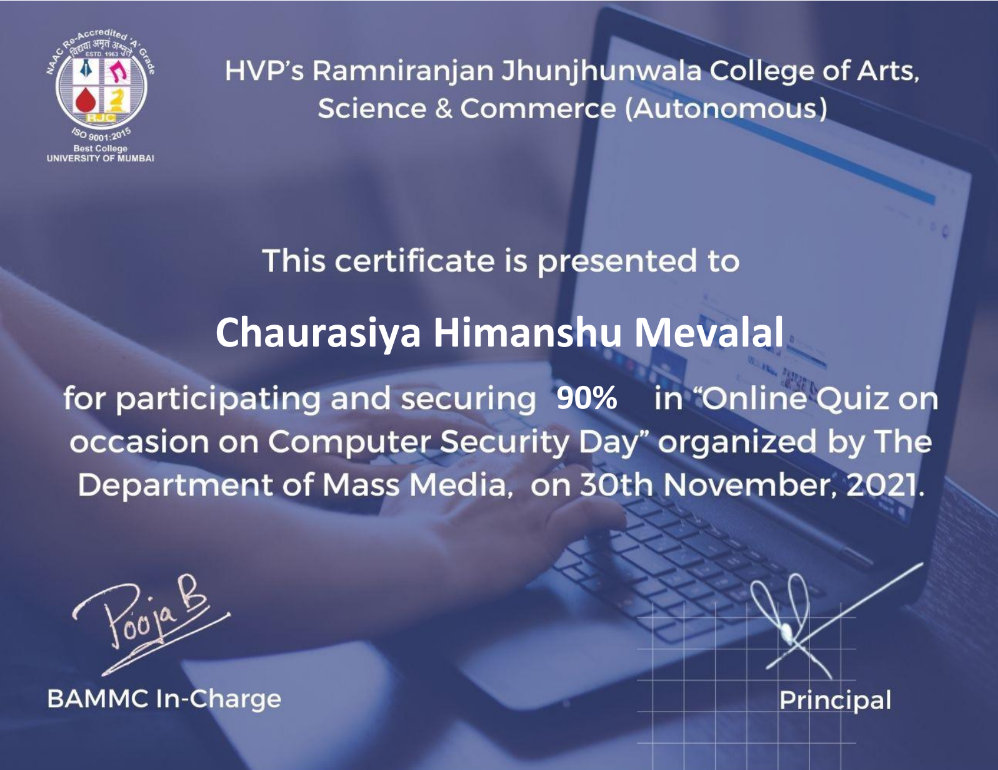 NAAC Re-Accredited 'A' Grade
विद्यया अमृतं अश्नुते
ESTD. 1963
RJC
ISO 9001:2015
Best College
UNIVERSITY OF MUMBAI
HVP's Ramniranjan Jhunjhunwala College of Arts,
Science & Commerce (Autonomous)
This certificate is presented to
Chaurasiya Himanshu Mevalal
for participating and securing 90% in “Online Quiz on
occasion on Computer Security Day” organized by The
Department of Mass Media, on 30th November, 2021.
Pooja B
BAMMC In-Charge
Principal